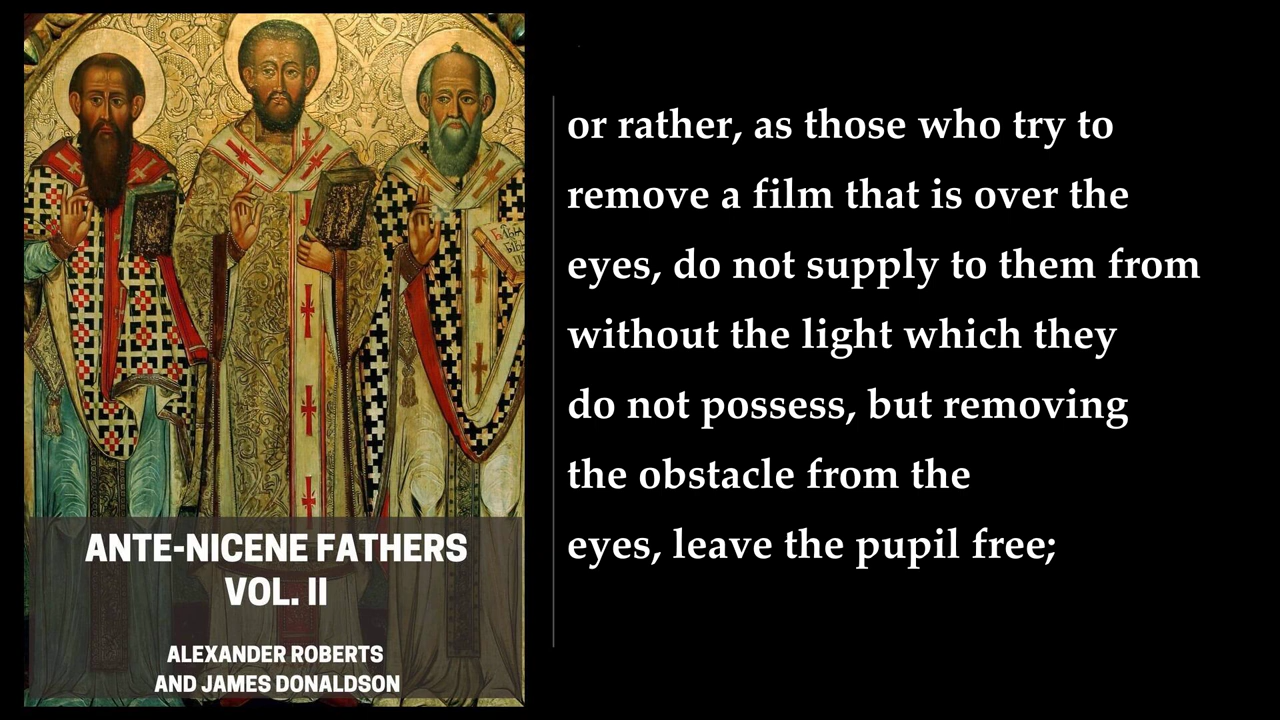 ANTE-NICENE FATHERS
VOL. II
ALEXANDER ROBERTS
AND JAMES DONALDSON
or rather, as those who try to
remove a film that is over the
eyes, do not supply to them from
without the light which they
do not possess, but removing
the obstacle from the
eyes, leave the pupil free;